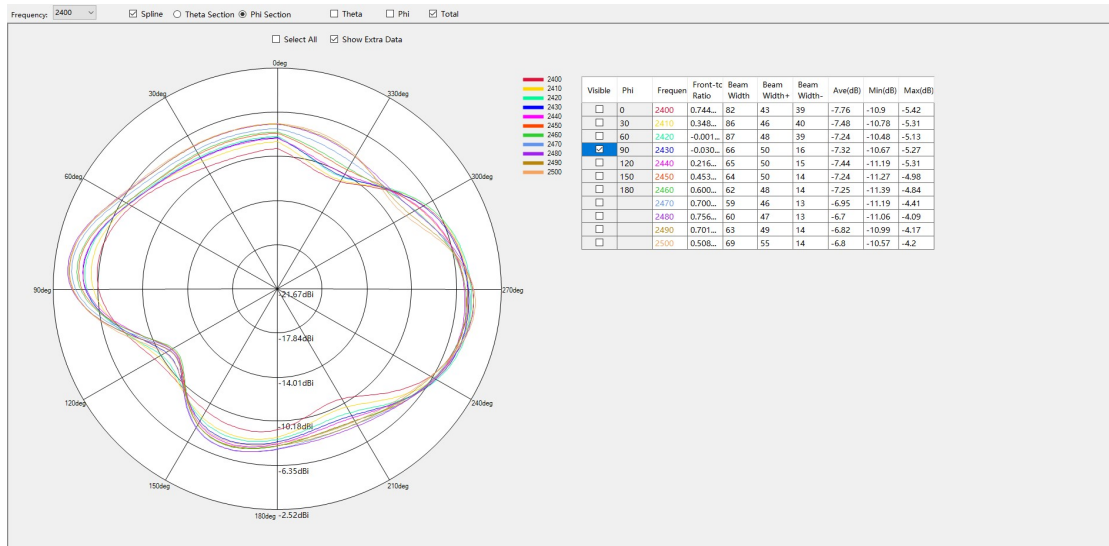 Frequency: 2400 Spline Theta Section Phi Section Theta Phi Total
Select All Show Extra Data
0deg
30deg
330deg
60deg
300deg
90deg
270deg
120deg
240deg
150deg
210deg
180deg
-21.67dBi
-17.84dBi
-14.01dBi
-10.18dBi
-6.35dBi
-2.52dBi
2400
2410
2420
2430
2440
2450
2460
2470
2480
2490
2500
Visible Phi Frequen Front-to Ratio Beam Width Beam Width+ Beam Width- Ave(dB) Min(dB) Max(dB)
0 2400 0.744... 82 43 39 -7.76 -10.9 -5.42
30 2410 0.348... 86 46 40 -7.48 -10.78 -5.31
60 2420 -0.001... 87 48 39 -7.24 -10.48 -5.13
90 2430 -0.030... 66 50 16 -7.32 -10.67 -5.27
120 2440 0.216... 65 50 15 -7.44 -11.19 -5.31
150 2450 0.453... 64 50 14 -7.24 -11.27 -4.98
180 2460 0.600... 62 48 14 -7.25 -11.39 -4.84
2470 0.700... 59 46 13 -6.95 -11.19 -4.41
2480 0.756... 60 47 13 -6.7 -11.06 -4.09
2490 0.701... 63 49 14 -6.82 -10.99 -4.17
2500 0.508... 69 55 14 -6.8 -10.57 -4.2